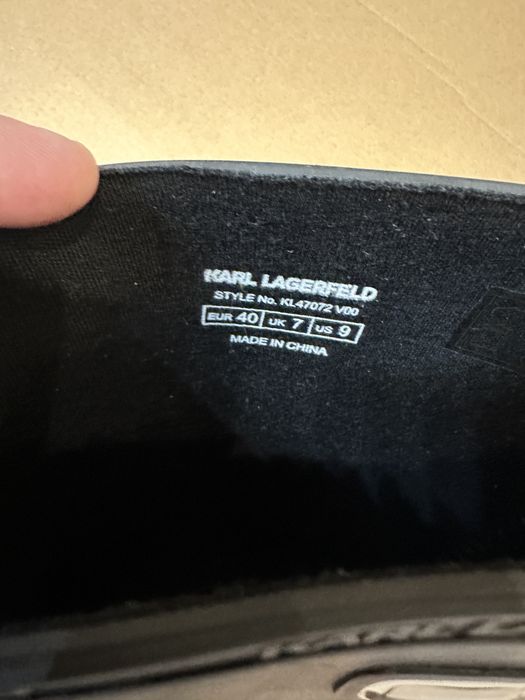 KARL LAGERFELD
STYLE No. KL47072 V00
EUR 40 UK 7 US 9
MADE IN CHINA